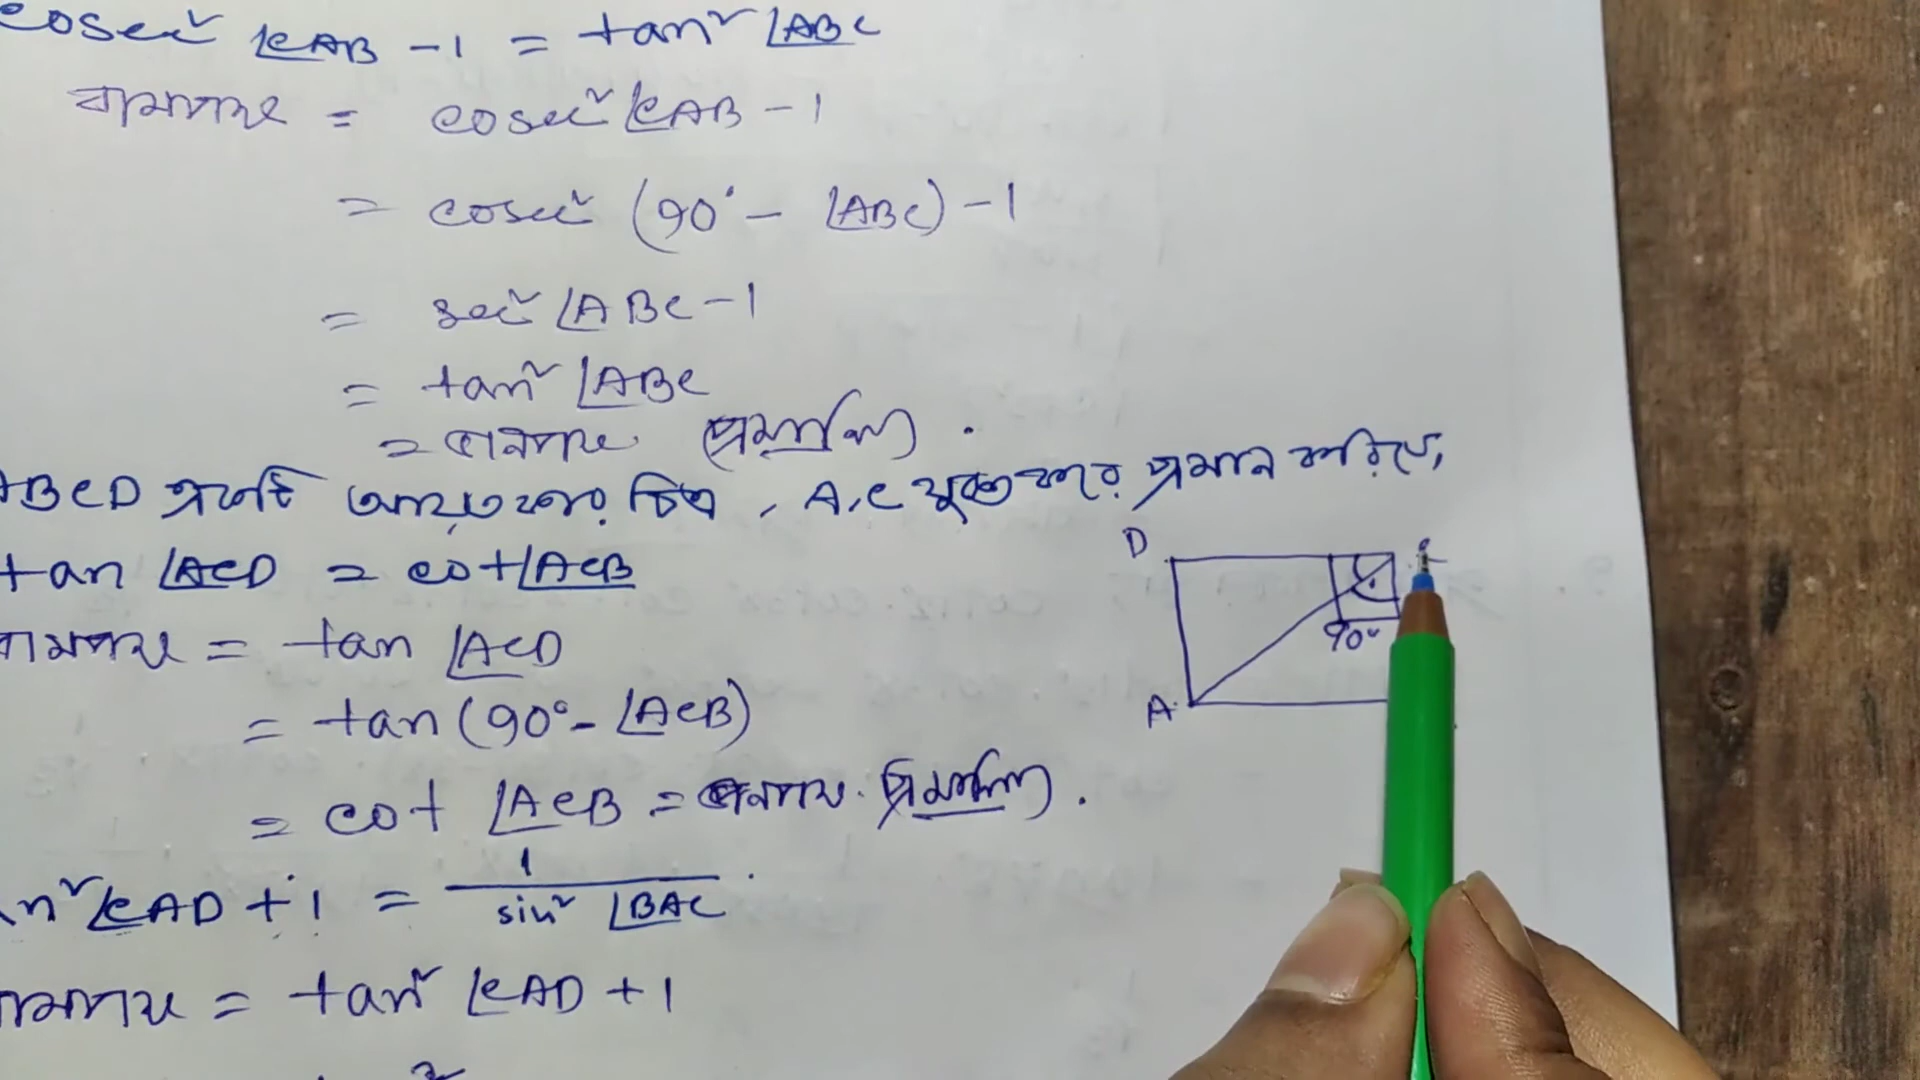 cosec² ∠CAB - 1 = tan² ∠ABC
বামপক্ষ = cosec² ∠CAB - 1
= cosec² (90° - ∠ABC) - 1
= sec² ∠ABC - 1
= tan² ∠ABC
= ডানপক্ষ (প্রমাণিত) .
ABCD একটি আয়তকার চিত্র , A,C যুক্ত করে প্রমান করি যে,
tan ∠ACD = cot ∠ACB
বামপক্ষ = tan ∠ACD
= tan (90° - ∠ACB)
= cot ∠ACB = ডানপক্ষ . (প্রমাণিত) .
tan² ∠CAD + 1 = 1 / sin² ∠BAC .
বামপক্ষ = tan² ∠CAD + 1
D
90°
A